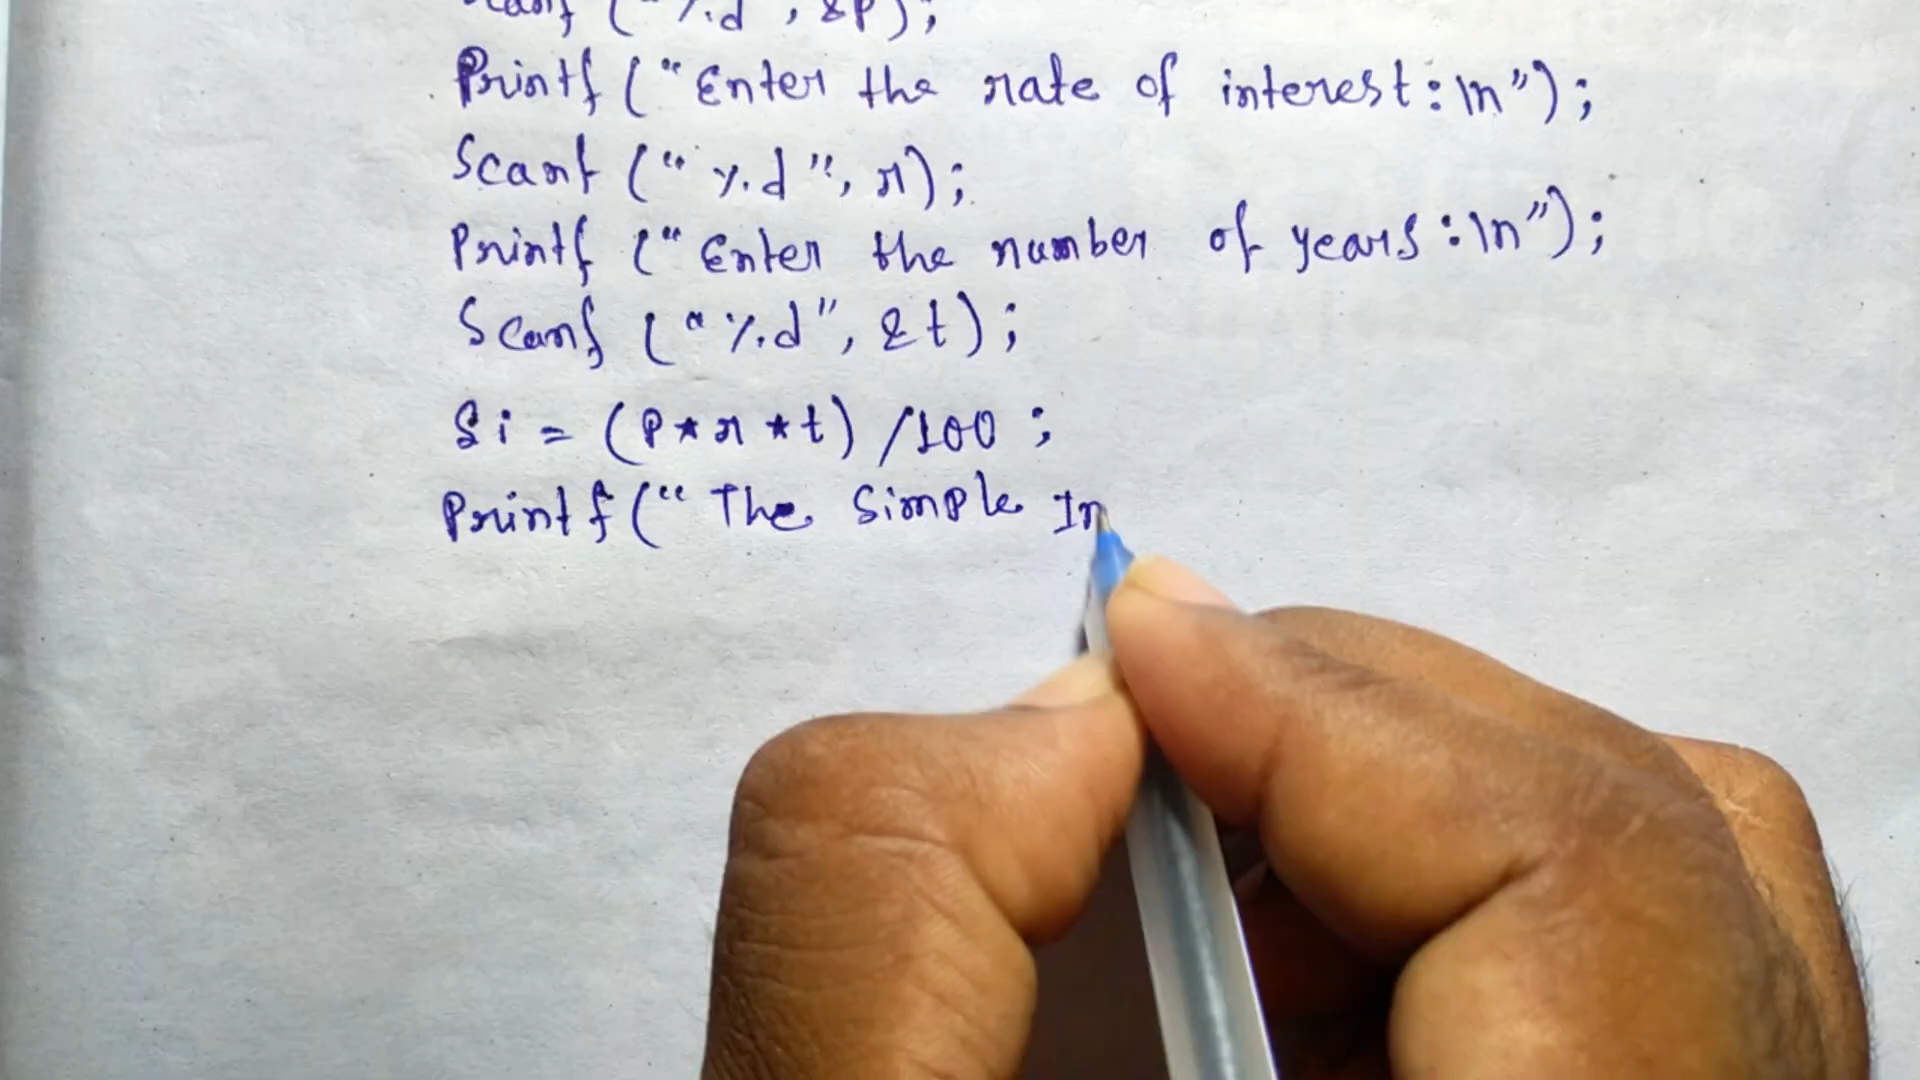 Scanf ("%d", &P);
Printf ("Enter the rate of interest:\n");
Scanf ("%d", r);
Printf ("Enter the number of years:\n");
Scanf ("%d", &t);
Si = (P*r*t)/100;
Printf ("The Simple In